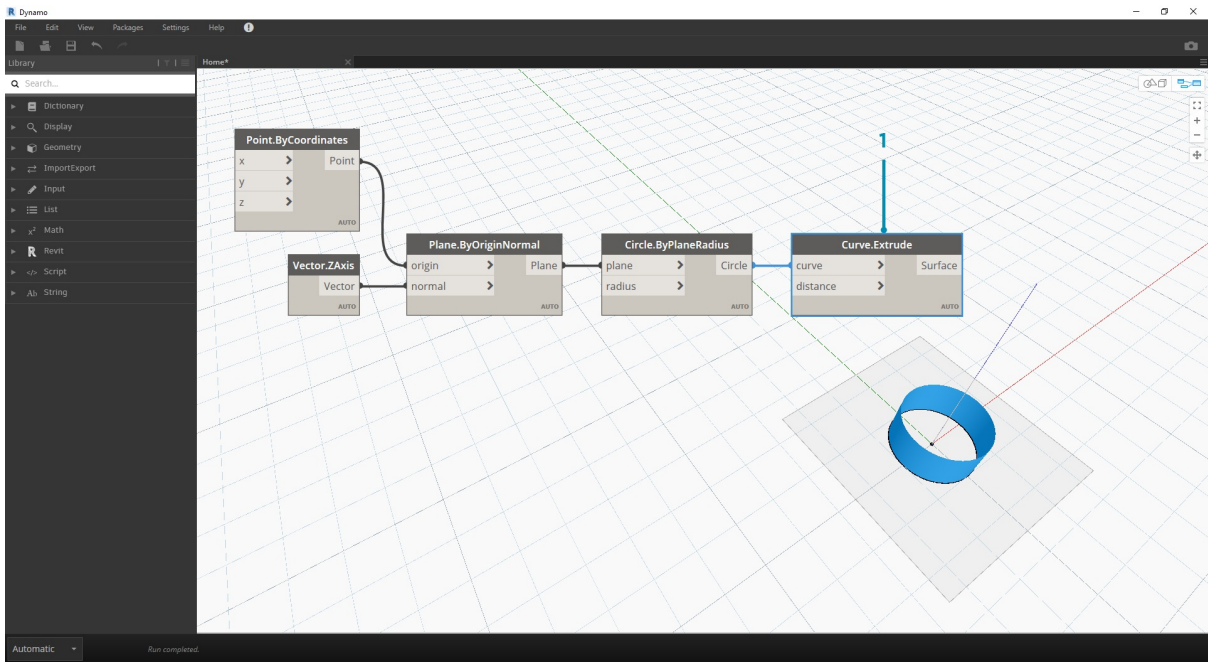 Dynamo
File Edit View Packages Settings Help
Library
Home*
Search...
Dictionary
Display
Geometry
ImportExport
Input
List
Math
Revit
Script
String
Point.ByCoordinates
x Point
y
z
AUTO
Vector.ZAxis
Vector
AUTO
Plane.ByOriginNormal
origin Plane
normal
AUTO
Circle.ByPlaneRadius
plane Circle
radius
AUTO
1
Curve.Extrude
curve Surface
distance
AUTO
Automatic Run completed.